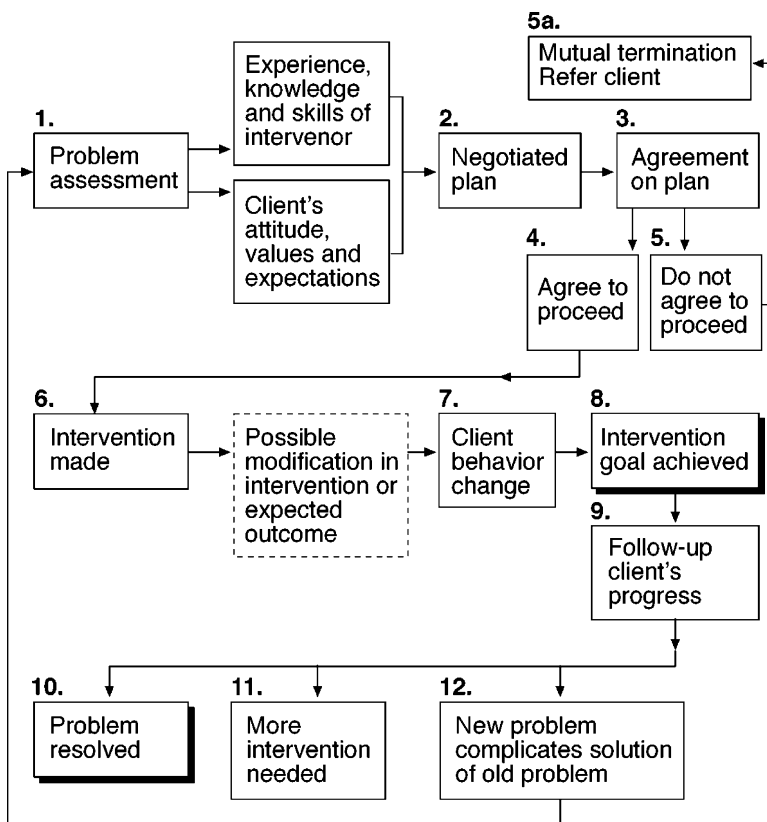 5a.
Mutual termination
Refer client
Experience,
knowledge
and skills of
intervenor
1.
Problem
assessment
Client's
attitude,
values and
expectations
2.
Negotiated
plan
3.
Agreement
on plan
4.
Agree to
proceed
5.
Do not
agree to
proceed
6.
Intervention
made
Possible
modification in
intervention or
expected
outcome
7.
Client
behavior
change
8.
Intervention
goal achieved
9.
Follow-up
client's
progress
10.
Problem
resolved
11.
More
intervention
needed
12.
New problem
complicates solution
of old problem